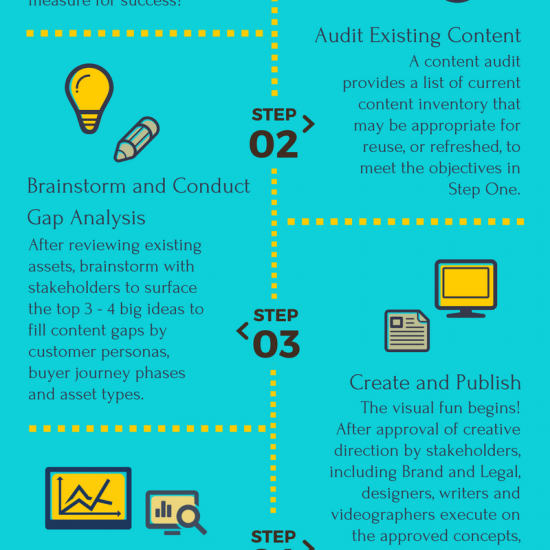 measure for success?
Audit Existing Content
A content audit
provides a list of current
content inventory that
may be appropriate for
reuse, or refreshed, to
meet the objectives in
Step One.
STEP
02
Brainstorm and Conduct
Gap Analysis
After reviewing existing
assets, brainstorm with
stakeholders to surface
the top 3 - 4 big ideas to
fill content gaps by
customer personas,
buyer journey phases
and asset types.
STEP
03
Create and Publish
The visual fun begins!
After approval of creative
direction by stakeholders,
including Brand and Legal,
designers, writers and
videographers execute on
the approved concepts,
STEP